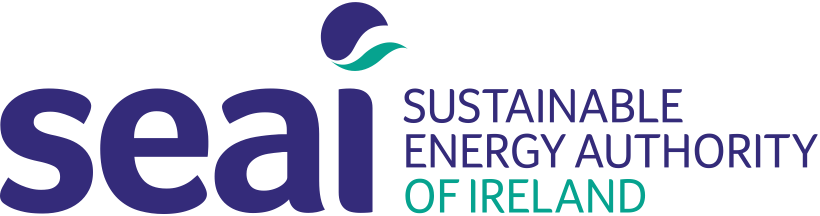 seai
SUSTAINABLE
ENERGY AUTHORITY
OF IRELAND